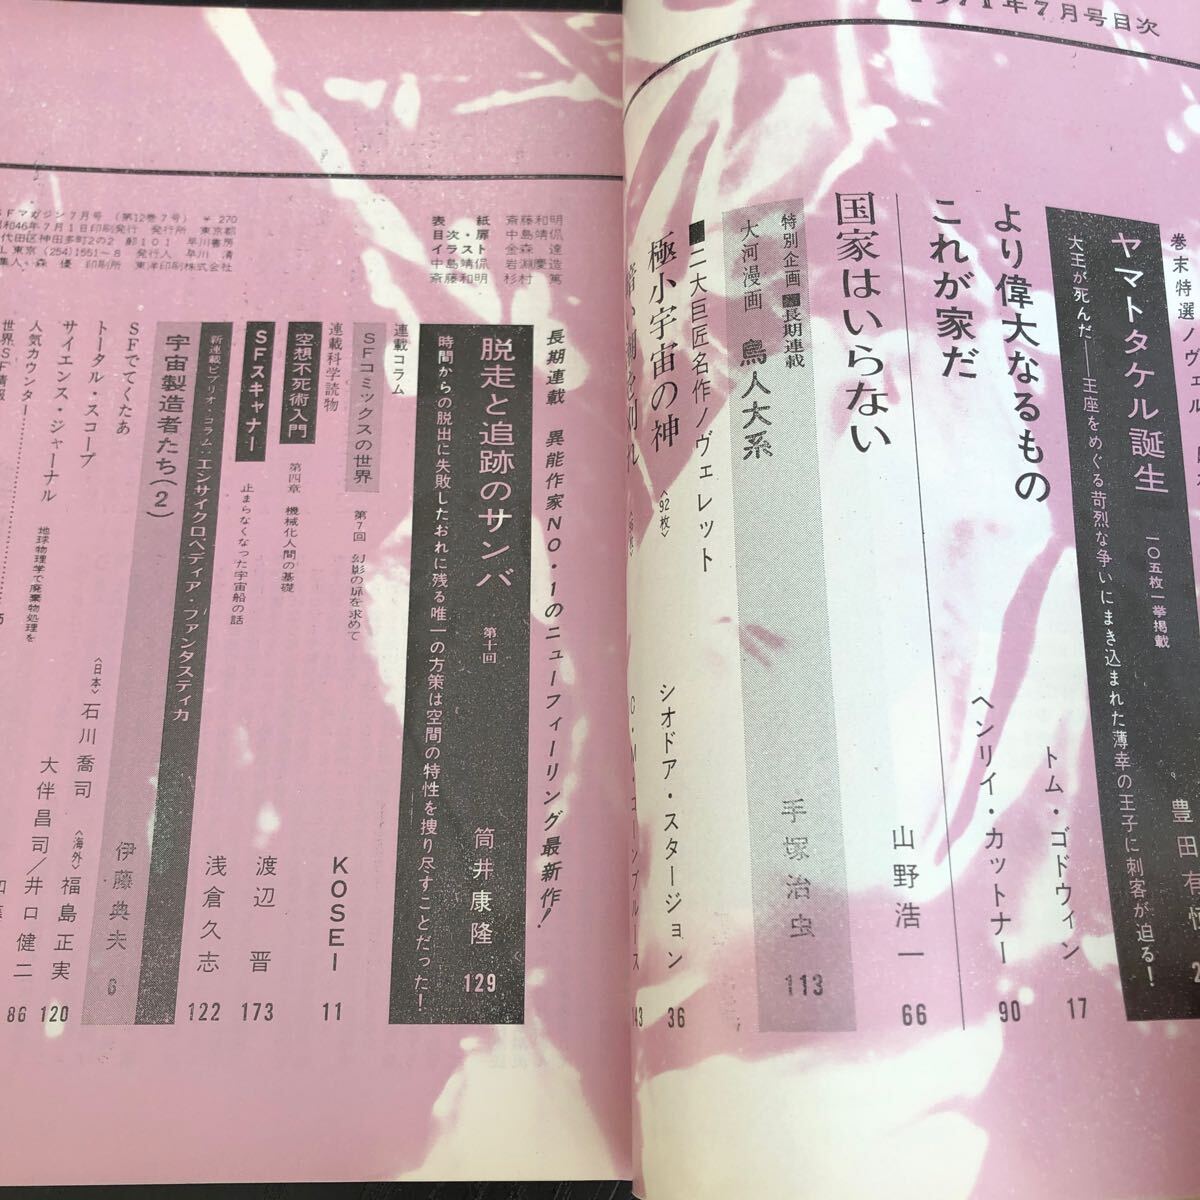 1971年7月号目次
巻末特選ノヴェル
ヤマトタケル誕生 一〇五枚一挙掲載
大王が死んだ――王座をめぐる苛烈な争いにまき込まれた薄幸の王子に刺客が迫る!
豊田有恒
より偉大なるもの トム・ゴドウィン 17
これが家だ ヘンリイ・カットナー 90
国家はいらない 山野浩一 66
特別企画 ■長期連載
大河漫画 鳥人大系 手塚治虫 113
■二大巨匠名作ノヴェレット
極小宇宙の神 〈92枚〉 シオドア・スタージョン 36
C・M・コーンブルース
長期連載 異能作家NO・1のニューフィーリング最新作!
脱走と追跡のサンバ 第十回 筒井康隆 129
時間からの脱出に失敗したおれに残る唯一の方策は空間の特性を捜り尽すことだった!
連載コラム
SFコミックスの世界 第7回 幻影の扉を求めて KOSEI 11
連載科学読物
空想不死術入門 第四章 機械化人間の基礎 渡辺 晋 173
SFスキャナー 止まらなくなった宇宙船の話 浅倉久志 122
新連載ビブリオ・コラム:エンサイクロペディア・ファンタスティカ
宇宙製造者たち(2) 伊藤典夫 6
SFでてくたあ 〈日本〉石川喬司 〈海外〉福島正実 120
トータル・スコープ 大伴昌司/井口健二 86
サイエンス・ジャーナル 地球物理学で廃棄物処理を
人気カウンター
世界SF情報
表紙 斎藤和明
目次・扉 中島靖侃
イラスト 金森 達
中島靖侃 岩淵慶造
斎藤和明 杉村 篤
SFマガジン7月号 (第12巻7号) ¥270
昭和46年7月1日印刷発行 発行所 東京都
千代田区神田多町2の2 郵101 早川書房
TEL 東京(254)1551〜8 発行人 早川 清
編集人・森 優 印刷所 東洋印刷株式会社